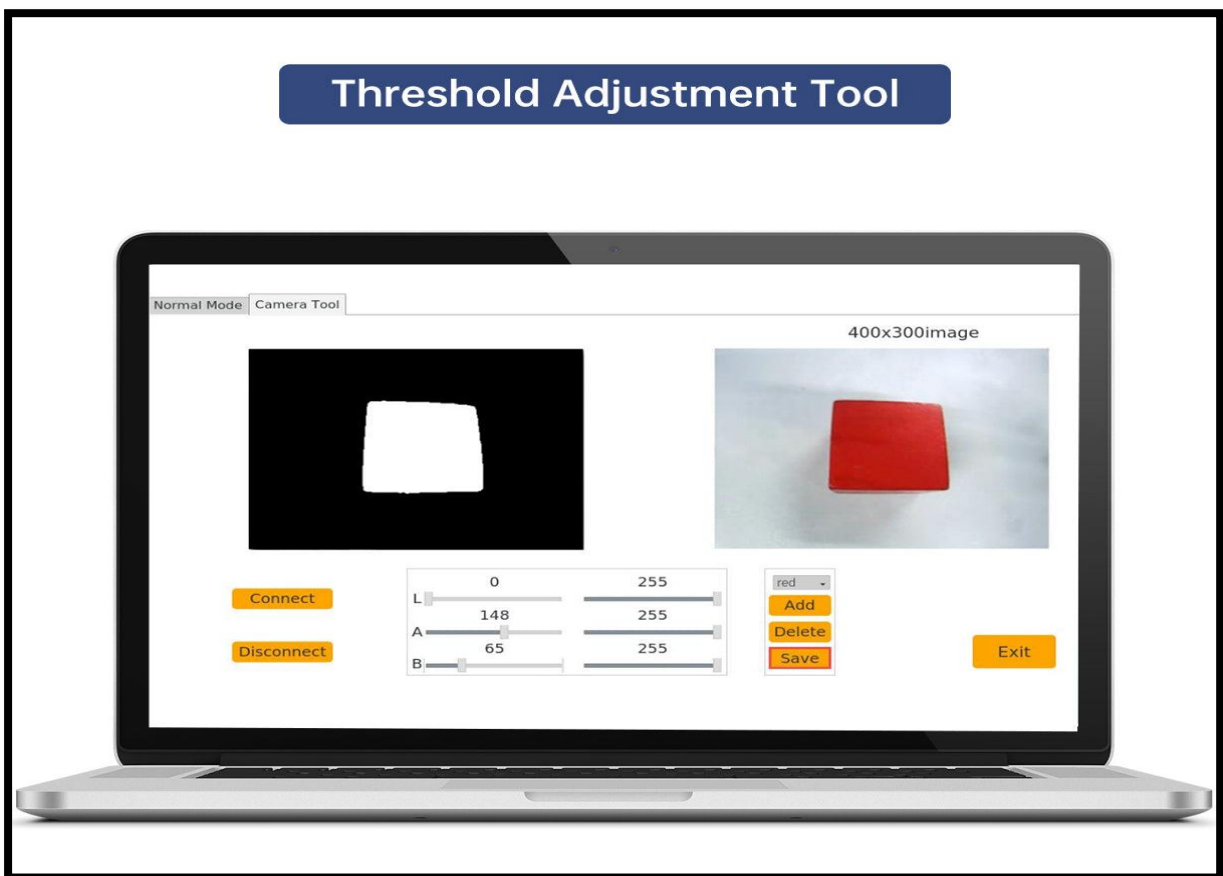 Threshold Adjustment Tool
Normal Mode Camera Tool
400x300image
0 255
L
148 255
A
65 255
B
Connect
Disconnect
red
Add
Delete
Save
Exit